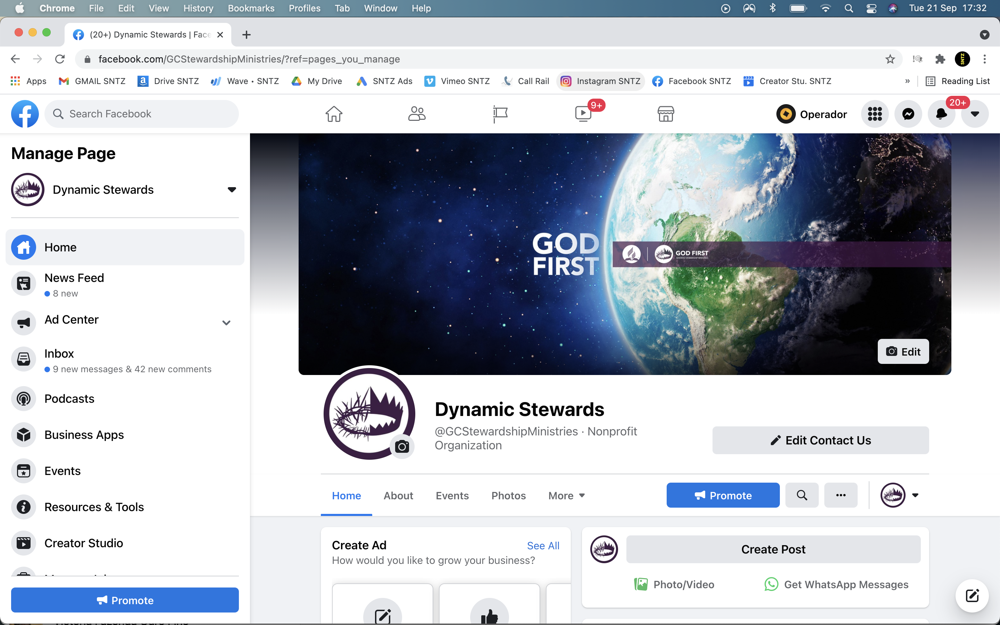 Chrome File Edit View History Bookmarks Profiles Tab Window Help Tue 21 Sep 17:32
(20+) Dynamic Stewards | Face
facebook.com/GCStewardshipMinistries/?ref=pages_you_manage
SNTZ
Apps GMAIL SNTZ Drive SNTZ Wave • SNTZ My Drive SNTZ Ads Vimeo SNTZ Call Rail Instagram SNTZ Facebook SNTZ Creator Stu. SNTZ » Reading List
Search Facebook 9+ Operador 20+
Manage Page
Dynamic Stewards
Home
News Feed
8 new
Ad Center
Inbox
9 new messages & 42 new comments
Podcasts
Business Apps
Events
Resources & Tools
Creator Studio
Promote
GOD
FIRST
GOD FIRST
ADVENTIST STEWARDSHIP MINISTRIES
Edit
Dynamic Stewards
@GCStewardshipMinistries · Nonprofit
Organization
Edit Contact Us
Home About Events Photos More Promote
Create Ad See All
How would you like to grow your business?
Create Post
Photo/Video Get WhatsApp Messages